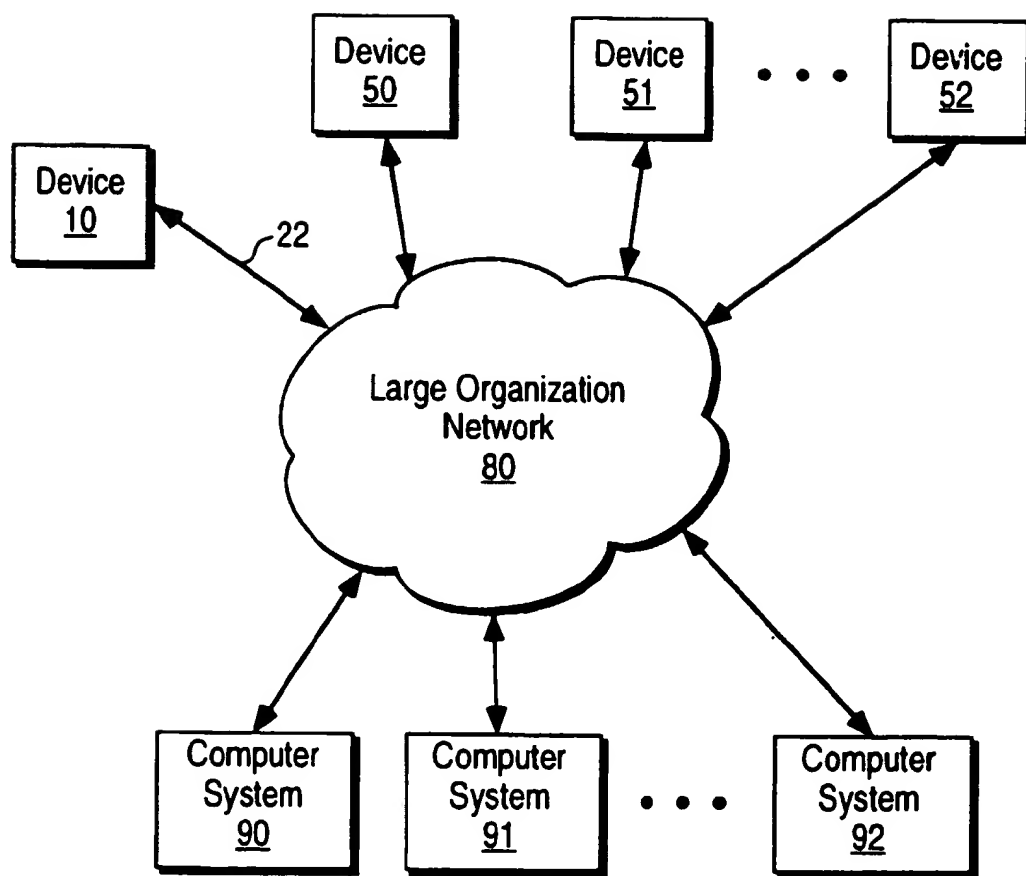 Device
50
Device
51
Device
52
Device
10
22
Large Organization
Network
80
Computer
System
90
Computer
System
91
Computer
System
92